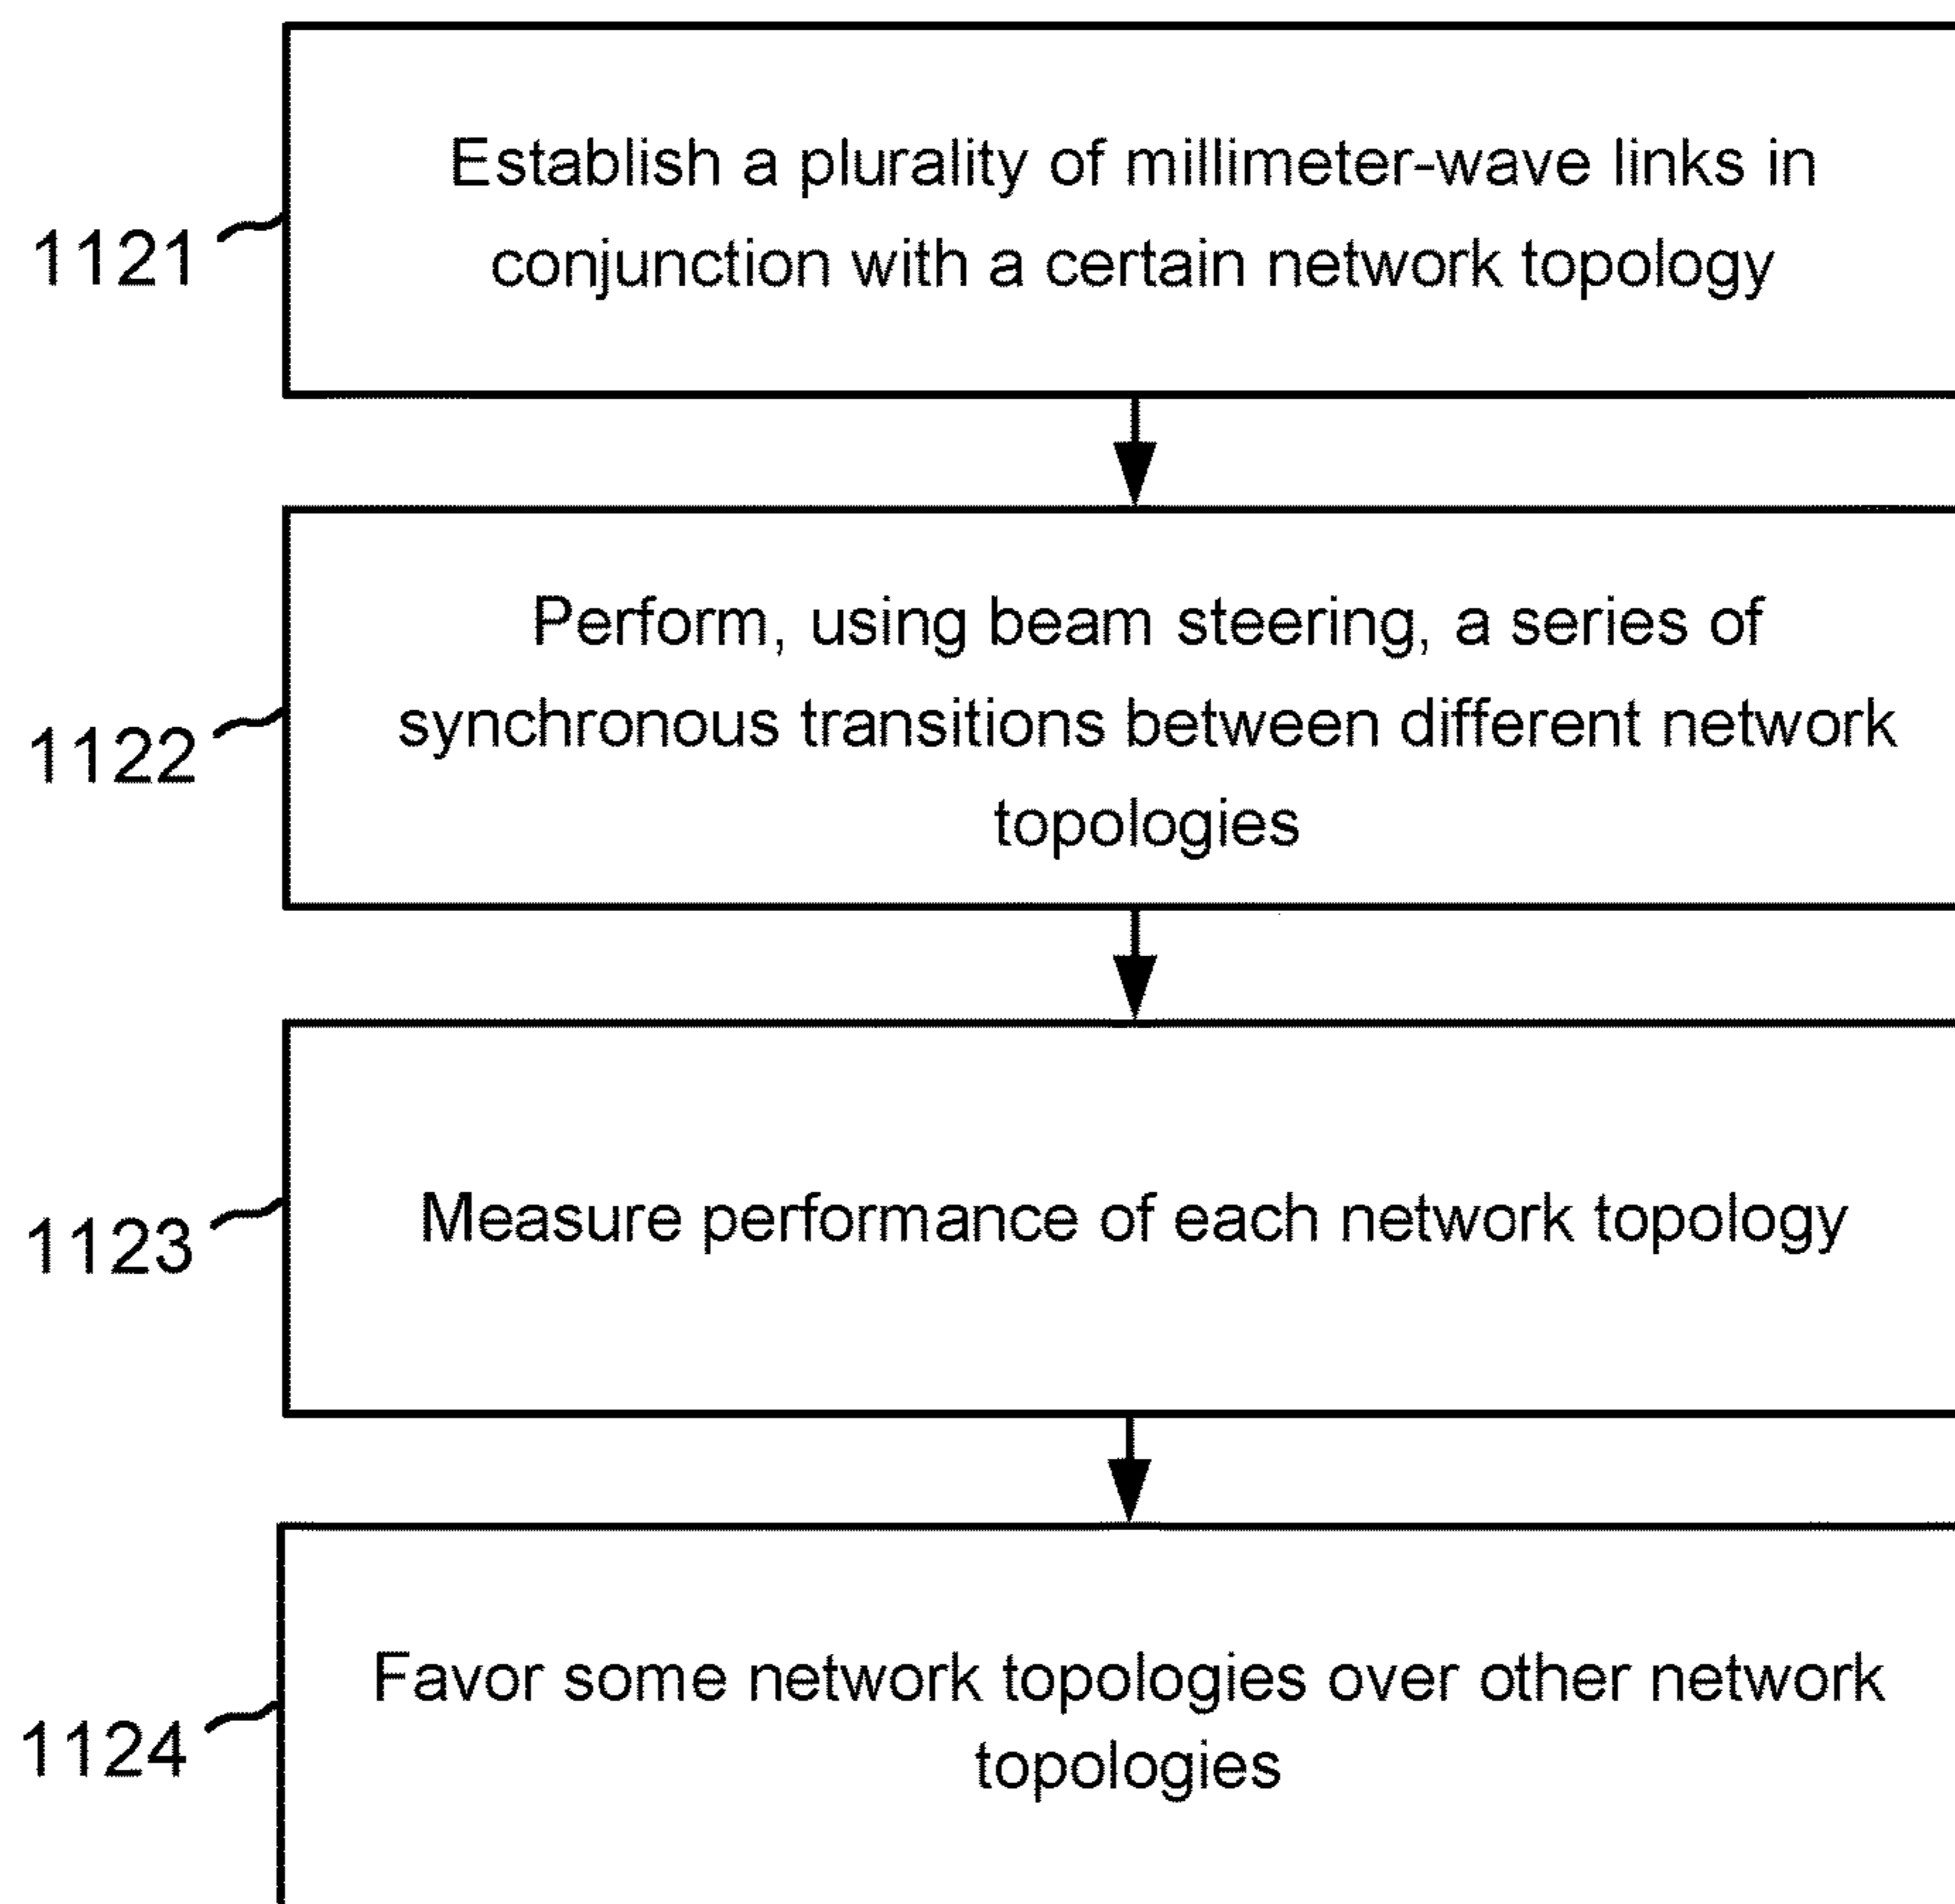 Establish a plurality of millimeter-wave links in
conjunction with a certain network topology
1121
Perform, using beam steering, a series of
synchronous transitions between different network
topologies
1122
Measure performance of each network topology
1123
Favor some network topologies over other network
topologies
1124